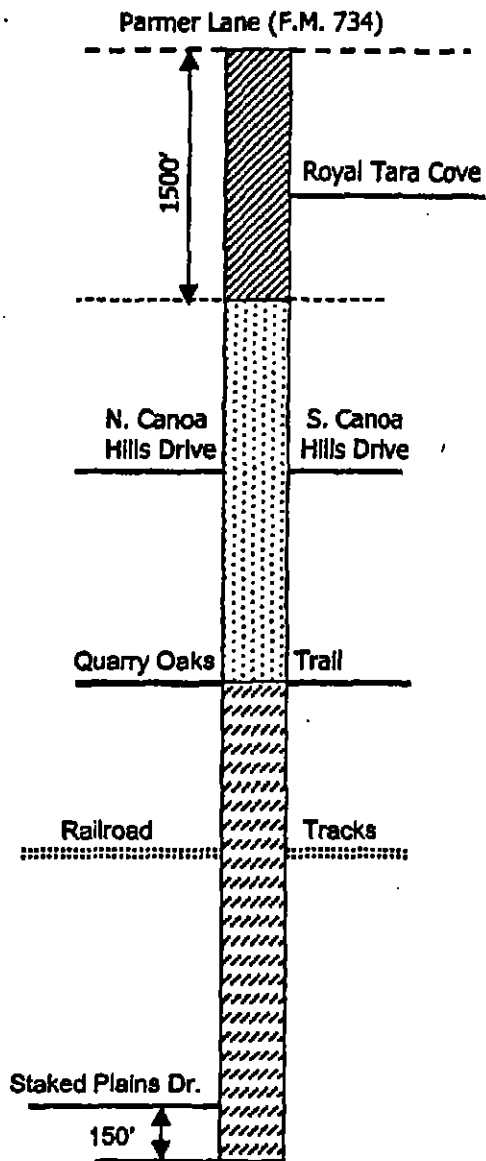 Parmer Lane (F.M. 734)
1500'
Royal Tara Cove
N. Canoa
Hills Drive
S. Canoa
Hills Drive
Quarry Oaks Trail
Railroad Tracks
Staked Plains Dr.
150'